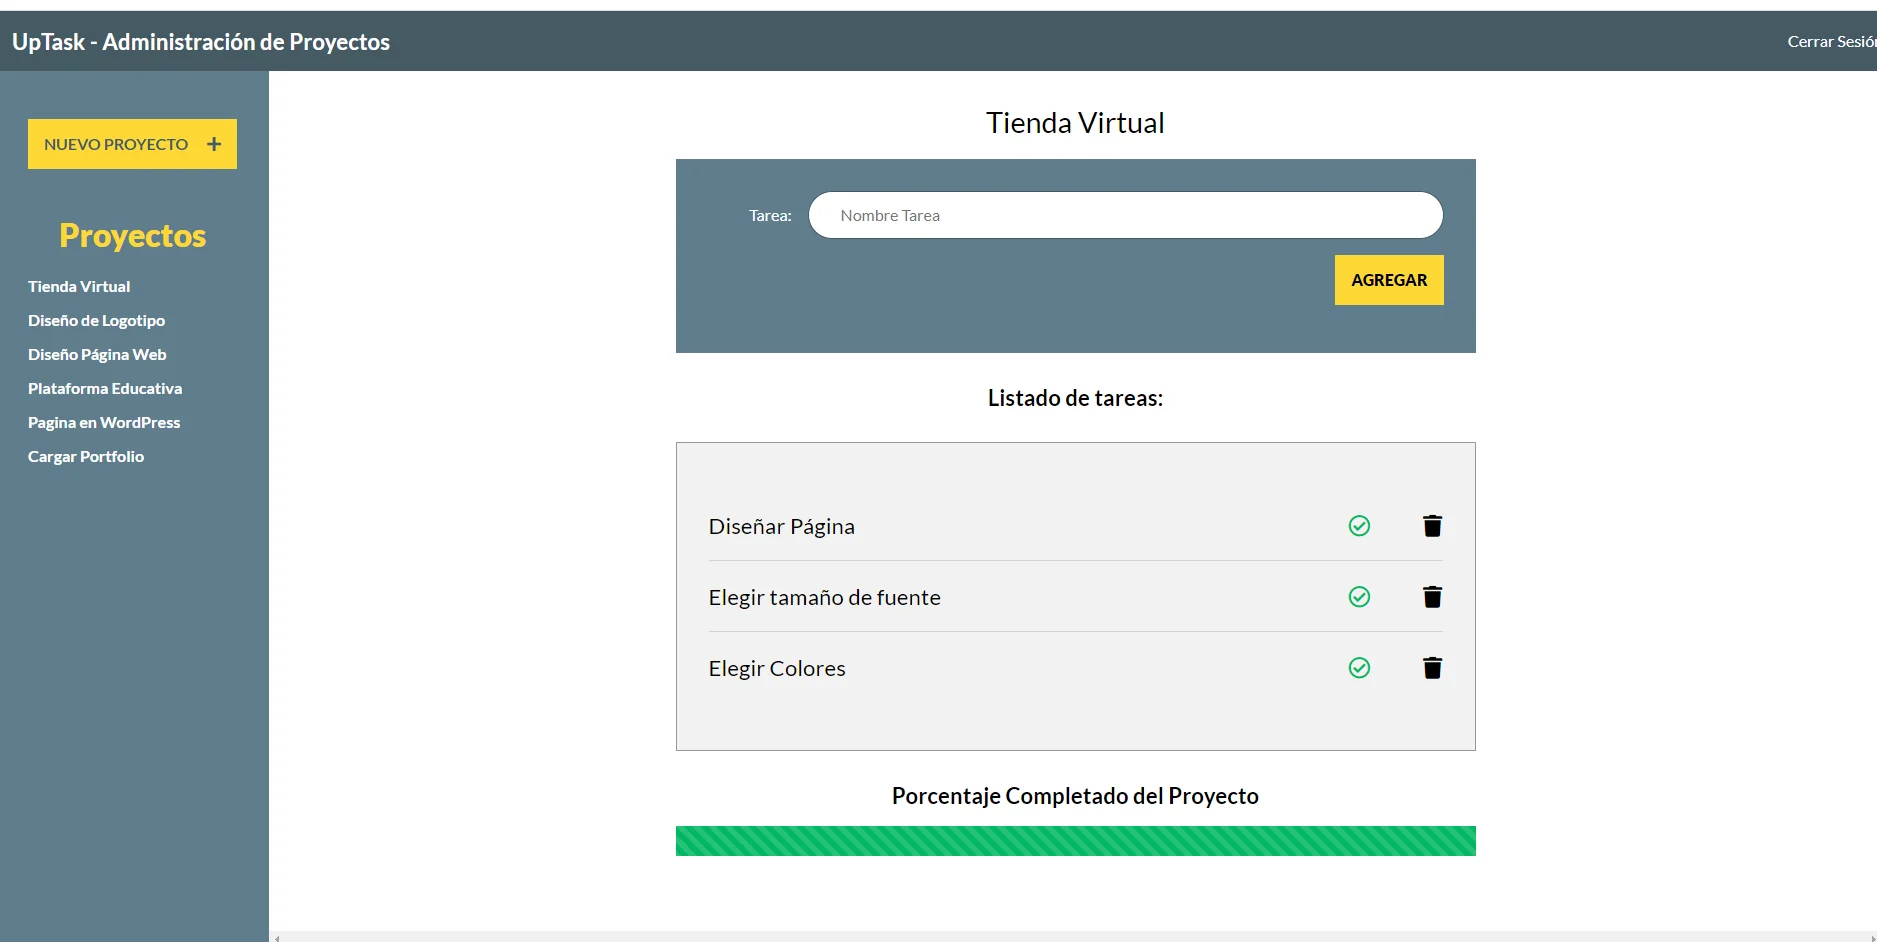 UpTask - Administración de Proyectos
Cerrar Sesión
NUEVO PROYECTO +
Proyectos
Tienda Virtual
Diseño de Logotipo
Diseño Página Web
Plataforma Educativa
Pagina en WordPress
Cargar Portfolio
Tienda Virtual
Tarea: Nombre Tarea
AGREGAR
Listado de tareas:
Diseñar Página
Elegir tamaño de fuente
Elegir Colores
Porcentaje Completado del Proyecto